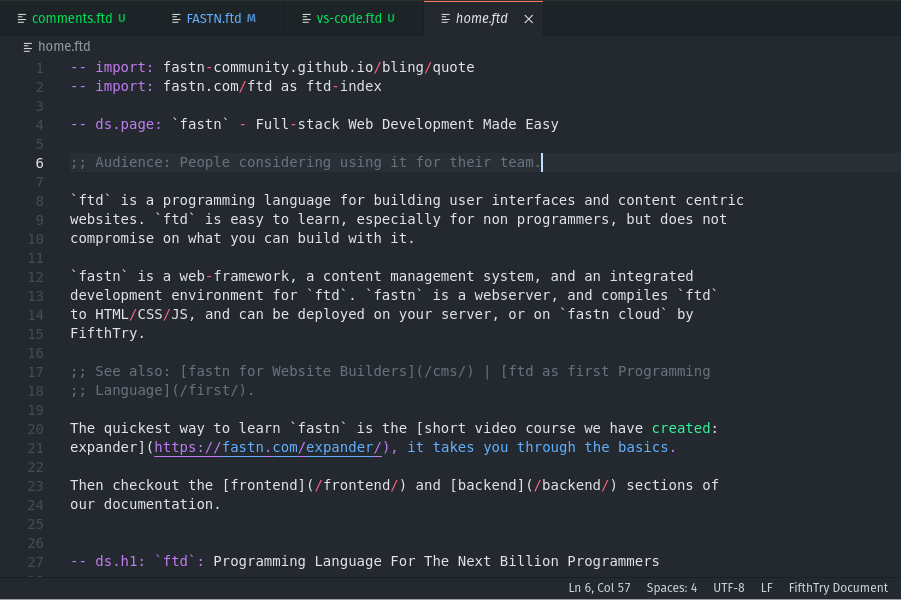 comments.ftd U FASTN.ftd M vs-code.ftd U home.ftd ×
home.ftd
1 -- import: fastn-community.github.io/bling/quote
2 -- import: fastn.com/ftd as ftd-index
3
4 -- ds.page: `fastn` - Full-stack Web Development Made Easy
5
6 ;; Audience: People considering using it for their team.
7
8 `ftd` is a programming language for building user interfaces and content centric
9 websites. `ftd` is easy to learn, especially for non programmers, but does not
10 compromise on what you can build with it.
11
12 `fastn` is a web-framework, a content management system, and an integrated
13 development environment for `ftd`. `fastn` is a webserver, and compiles `ftd`
14 to HTML/CSS/JS, and can be deployed on your server, or on `fastn cloud` by
15 FifthTry.
16
17 ;; See also: [fastn for Website Builders](/cms/) | [ftd as first Programming
18 ;; Language](/first/).
19
20 The quickest way to learn `fastn` is the [short video course we have created:
21 expander](https://fastn.com/expander/), it takes you through the basics.
22
23 Then checkout the [frontend](/frontend/) and [backend](/backend/) sections of
24 our documentation.
25
26
27 -- ds.h1: `ftd`: Programming Language For The Next Billion Programmers
Ln 6, Col 57 Spaces: 4 UTF-8 LF FifthTry Document